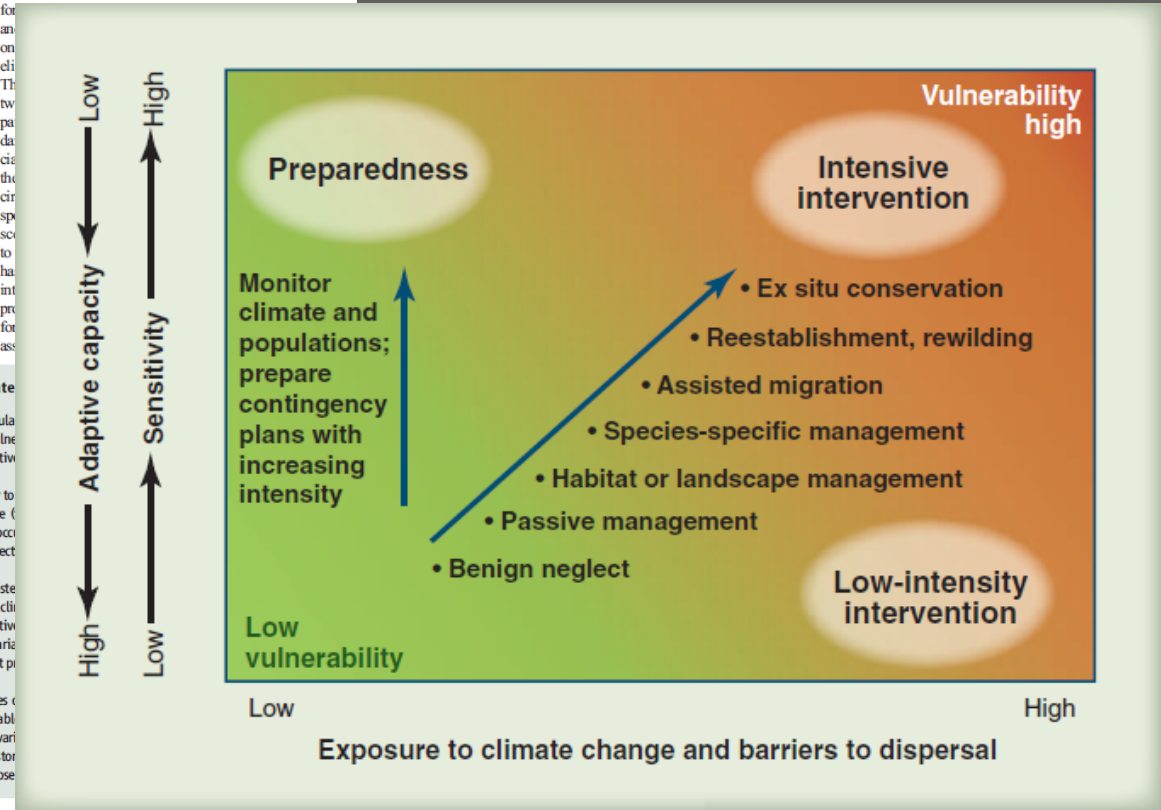 Low
High
Adaptive capacity
Sensitivity
High
Low
Vulnerability
high
Preparedness
Intensive
intervention
Monitor
climate and
populations;
prepare
contingency
plans with
increasing
intensity
• Ex situ conservation
• Reestablishment, rewilding
• Assisted migration
• Species-specific management
• Habitat or landscape management
• Passive management
• Benign neglect
Low-intensity
intervention
Low
vulnerability
Low
High
Exposure to climate change and barriers to dispersal